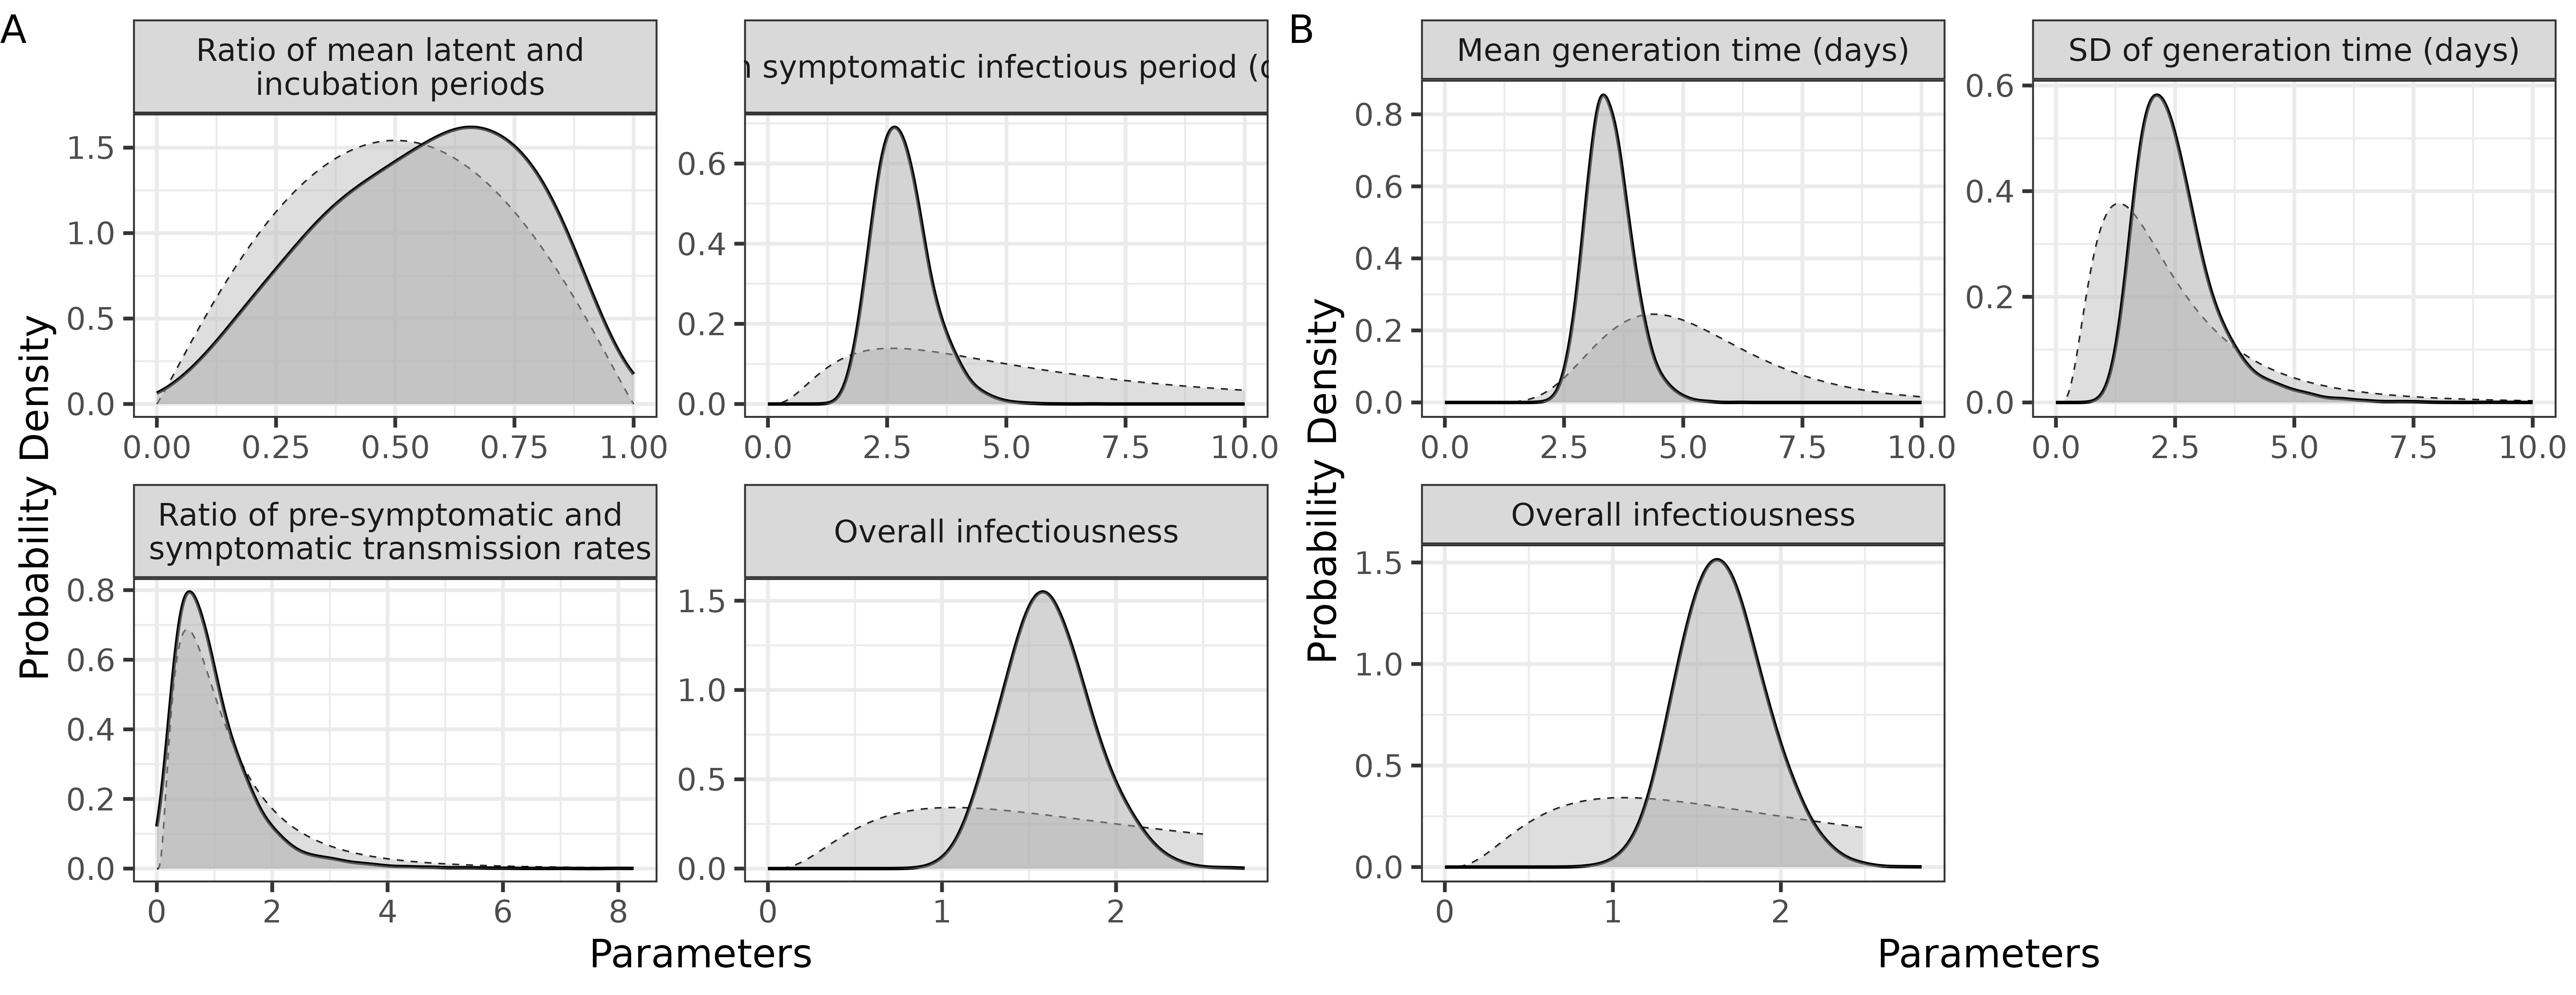 A
Ratio of mean latent and
incubation periods
1.5
1.0
0.5
0.0
0.00 0.25 0.50 0.75 1.00
symptomatic infectious period
0.6
0.4
0.2
0.0
0.0 2.5 5.0 7.5 10.0
Ratio of pre-symptomatic and
symptomatic transmission rates
0.8
0.6
0.4
0.2
0.0
0 2 4 6 8
Overall infectiousness
1.5
1.0
0.5
0.0
0 1 2
Probability Density
Parameters
B
Mean generation time (days)
0.8
0.6
0.4
0.2
0.0
0.0 2.5 5.0 7.5 10.0
SD of generation time (days)
0.6
0.4
0.2
0.0
0.0 2.5 5.0 7.5 10.0
Overall infectiousness
1.5
1.0
0.5
0.0
0 1 2
Probability Density
Parameters